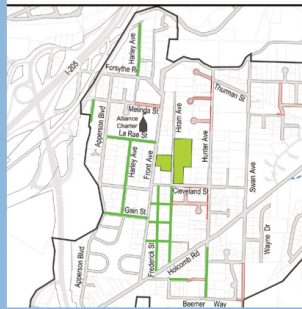 Harley Ave
I-205
Forsythe R
Thurman St
Melinda St
Apperson Blvd
Alliance
Charter
La Rae St
Hiram Ave
Hunter Ave
Harley Ave
Front Ave
Swan Ave
Cleveland St
Gain St
Wayne Dr
Apperson Blvd
Frederick St
Holcomb Rd
Beemer Way